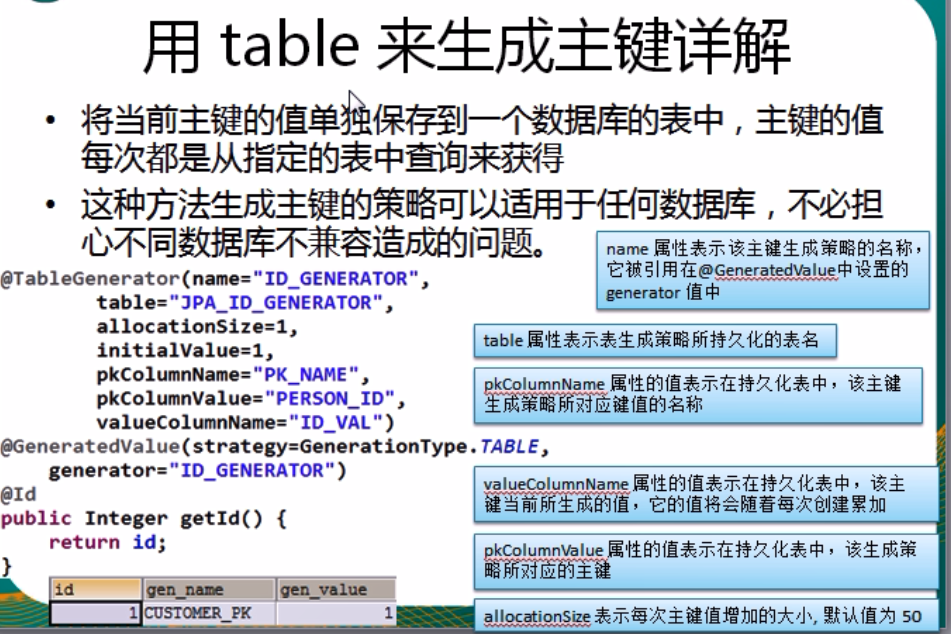 用 table 来生成主键详解
• 将当前主键的值单独保存到一个数据库的表中，主键的值
每次都是从指定的表中查询来获得
• 这种方法生成主键的策略可以适用于任何数据库，不必担
心不同数据库不兼容造成的问题。
name 属性表示该主键生成策略的名称，
它被引用在@GeneratedValue中设置的
generator 值中
@TableGenerator(name="ID_GENERATOR",
table="JPA_ID_GENERATOR",
allocationSize=1,
initialValue=1,
pkColumnName="PK_NAME",
pkColumnValue="PERSON_ID",
valueColumnName="ID_VAL")
@GeneratedValue(strategy=GenerationType.TABLE,
generator="ID_GENERATOR")
@Id
public Integer getId() {
return id;
}
table 属性表示表生成策略所持久化的表名
pkColumnName 属性的值表示在持久化表中，该主键
生成策略所对应键值的名称
valueColumnName 属性的值表示在持久化表中，该主
键当前所生成的值，它的值将会随着每次创建累加
pkColumnValue 属性的值表示在持久化表中，该生成策
略所对应的主键
allocationSize 表示每次主键值增加的大小, 默认值为 50
id gen_name gen_value
1 CUSTOMER_PK 1